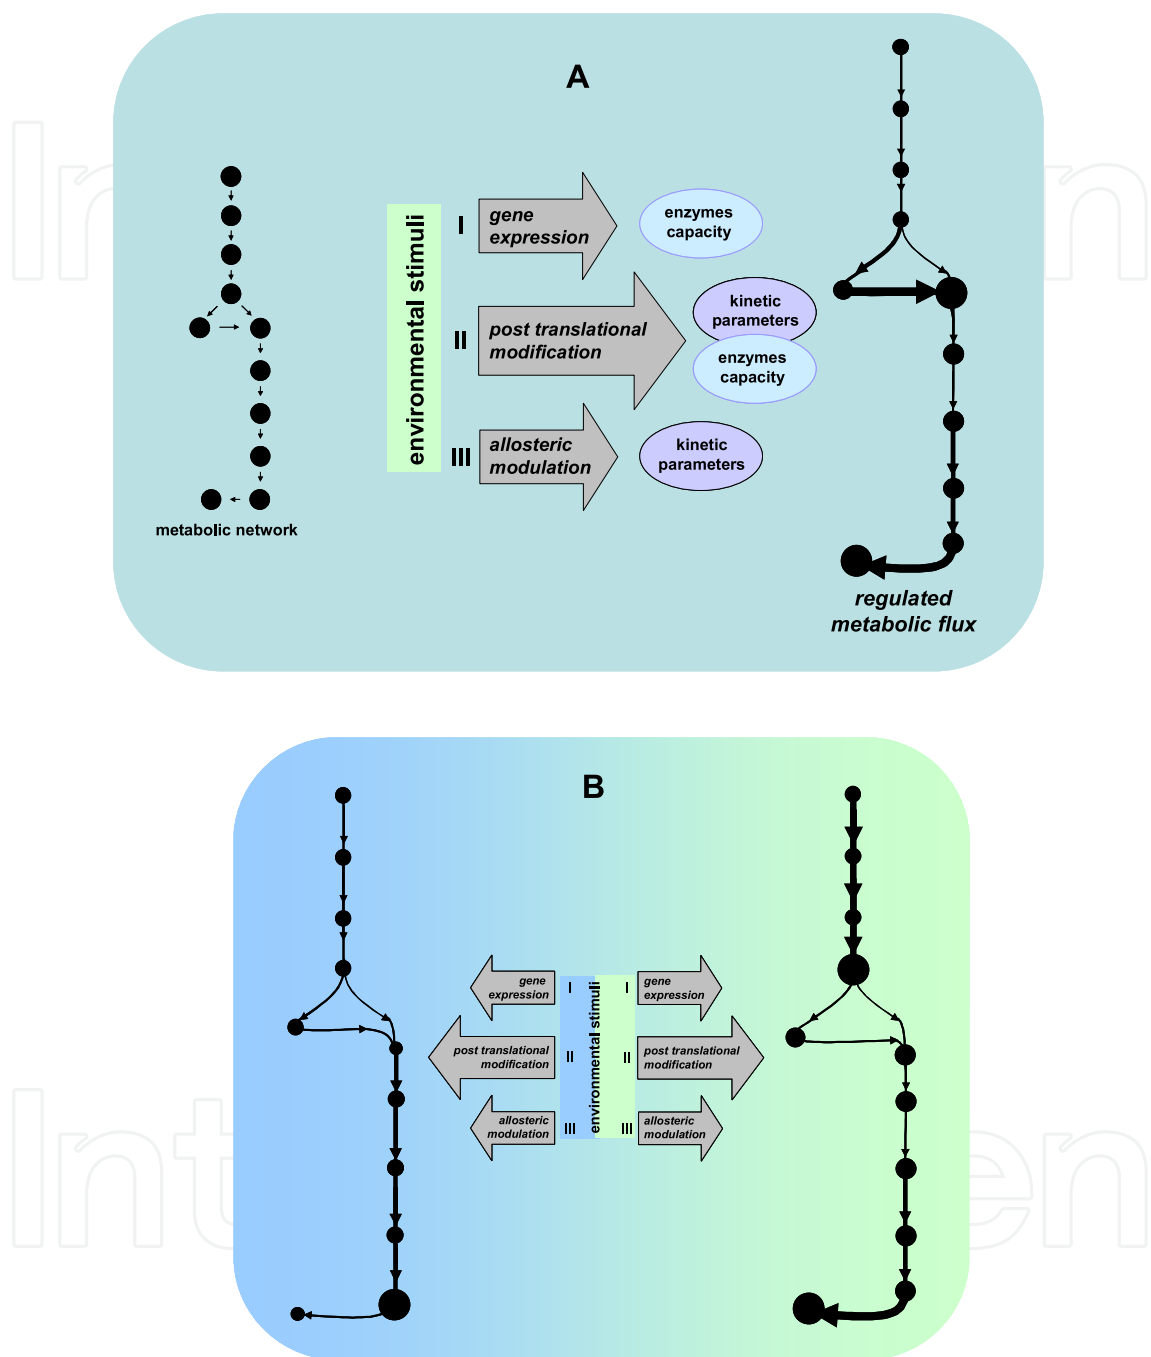 A
environmental stimuli
I
gene
expression
enzymes
capacity
II
post translational
modification
kinetic
parameters
enzymes
capacity
III
allosteric
modulation
kinetic
parameters
metabolic network
regulated
metabolic flux
B
gene
expression
I
environmental stimuli
I
gene
expression
post translational
modification
II
II
post translational
modification
allosteric
modulation
III
III
allosteric
modulation